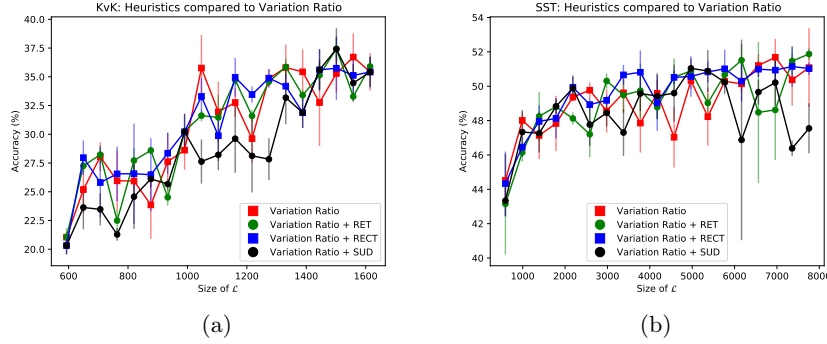 KvK: Heuristics compared to Variation Ratio
40.0
37.5
35.0
32.5
30.0
27.5
25.0
22.5
20.0
Accuracy (%)
600
800
1000
1200
1400
1600
Size of ℒ
Variation Ratio
Variation Ratio + RET
Variation Ratio + RECT
Variation Ratio + SUD
(a)
SST: Heuristics compared to Variation Ratio
54
52
50
48
46
44
42
40
Accuracy (%)
1000
2000
3000
4000
5000
6000
7000
8000
Size of ℒ
Variation Ratio
Variation Ratio + RET
Variation Ratio + RECT
Variation Ratio + SUD
(b)